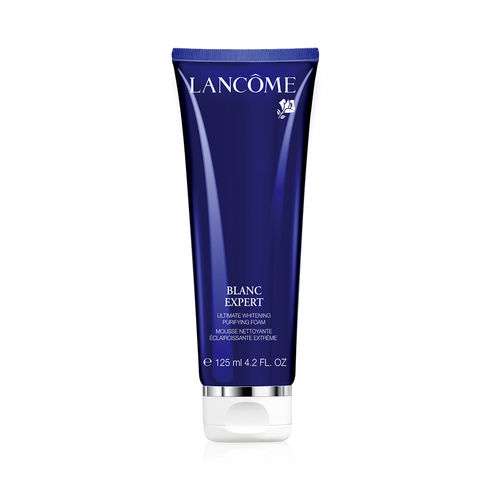 LANCÔME
BLANC
EXPERT
ULTIMATE WHITENING
PURIFYING FOAM
MOUSSE NETTOYANTE
ÉCLAIRCISSANTE EXTRÊME
℮ 125 ml 4.2 FL. OZ